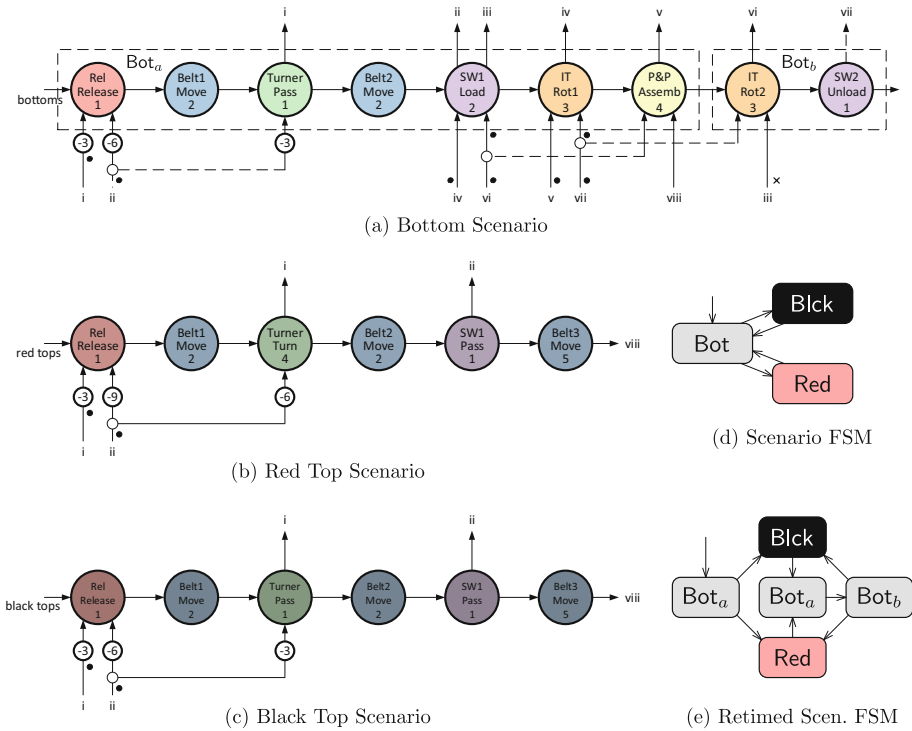 i
ii
iii
iv
v
vi
vii
Bot_a
Bot_b
bottoms
Rel
Release
1
Belt1
Move
2
Turner
Pass
1
Belt2
Move
2
SW1
Load
2
IT
Rot1
3
P&P
Assemb
4
IT
Rot2
3
SW2
Unload
1
-3
-6
-3
i
ii
iv
vi
v
vii
viii
iii
(a) Bottom Scenario
i
ii
red tops
Rel
Release
1
Belt1
Move
2
Turner
Turn
4
Belt2
Move
2
SW1
Pass
1
Belt3
Move
5
viii
-3
-9
-6
i
ii
(b) Red Top Scenario
Blck
Bot
Red
(d) Scenario FSM
i
ii
black tops
Rel
Release
1
Belt1
Move
2
Turner
Pass
1
Belt2
Move
2
SW1
Pass
1
Belt3
Move
5
viii
-3
-6
-3
i
ii
(c) Black Top Scenario
Blck
Bot_a
Bot_a
Bot_b
Red
(e) Retimed Scen. FSM